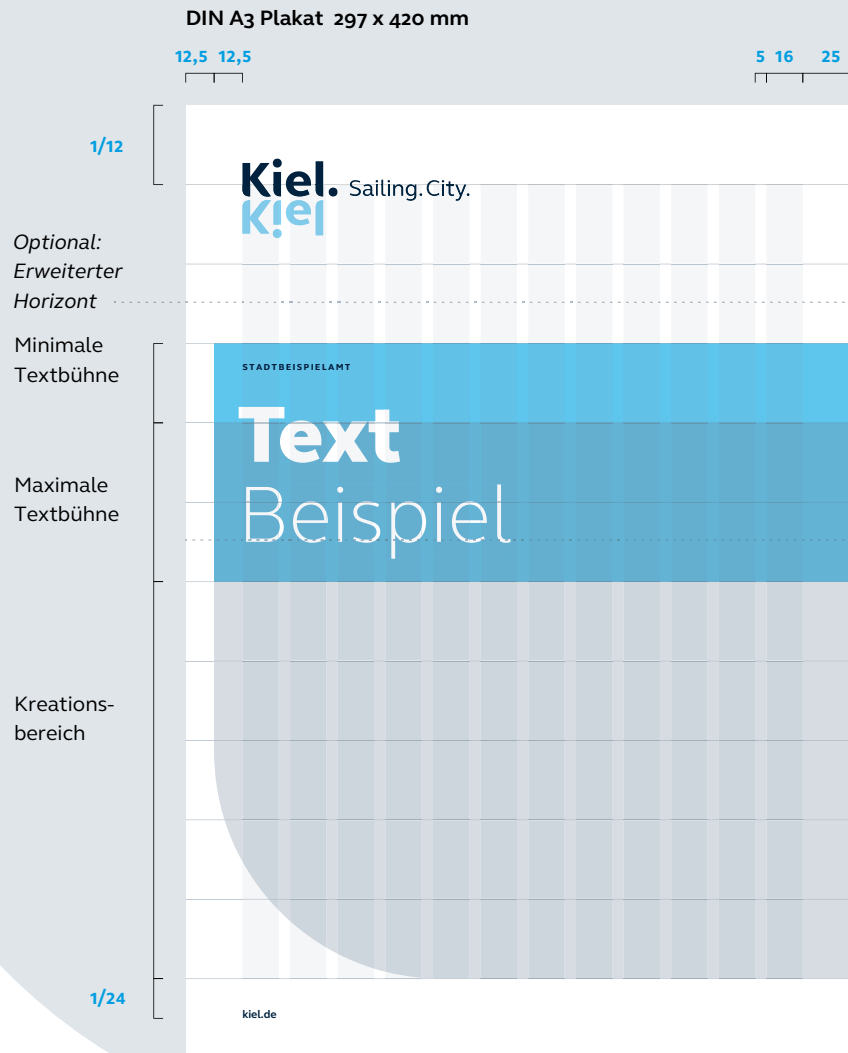 DIN A3 Plakat 297 x 420 mm
12,5 12,5 5 16 25
1/12
Kiel. Sailing.City.
Kiel
Optional:
Erweiterter
Horizont
Minimale
Textbühne
STADTBEISPIELAMT
Text
Maximale
Textbühne
Beispiel
Kreations-
bereich
1/24
kiel.de